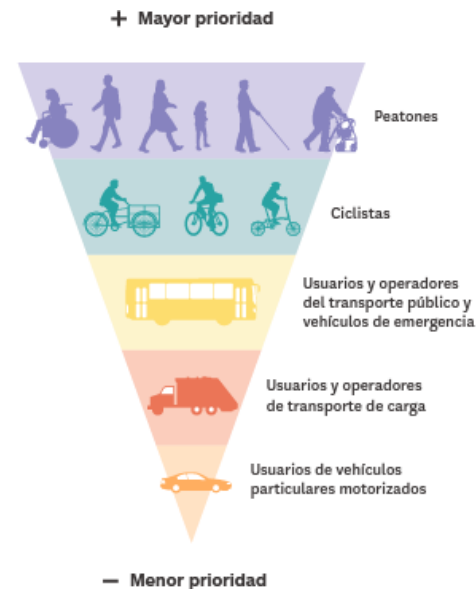 + Mayor prioridad
Peatones
Ciclistas
Usuarios y operadores
del transporte público y
vehículos de emergencia
Usuarios y operadores
de transporte de carga
Usuarios de vehículos
particulares motorizados
− Menor prioridad